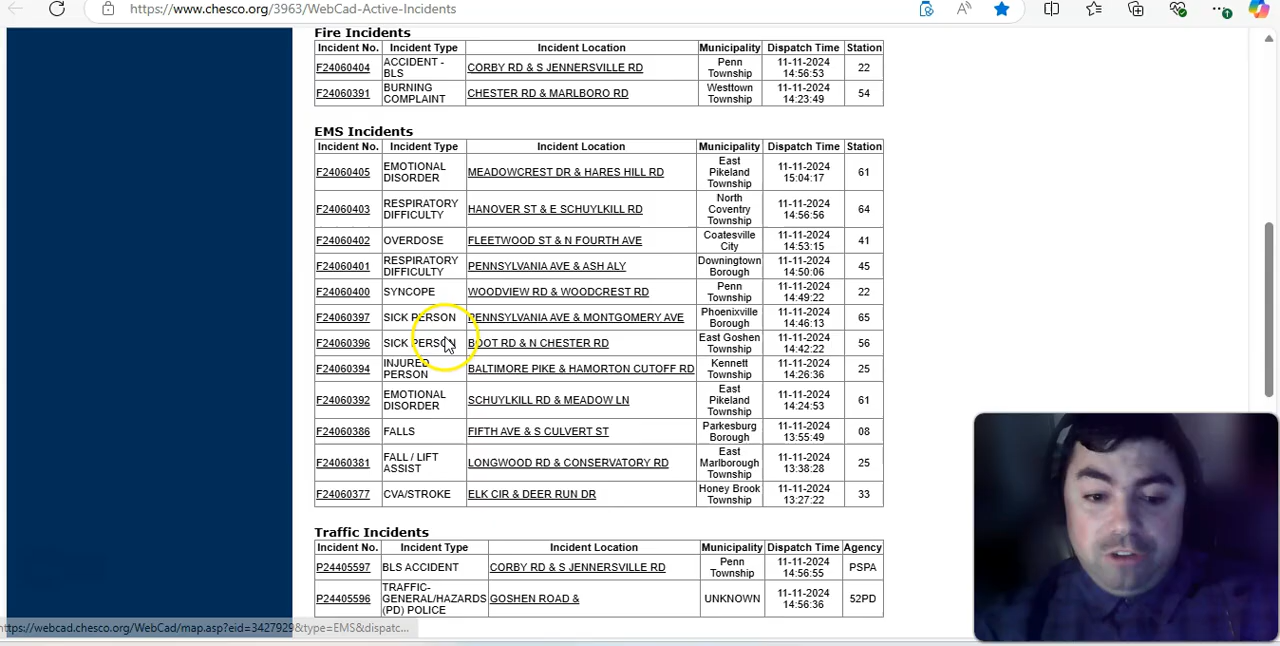 https://www.chesco.org/3963/WebCad-Active-Incidents
Fire Incidents
Incident No. Incident Type Incident Location Municipality Dispatch Time Station
F24060404 ACCIDENT - BLS CORBY RD & S JENNERSVILLE RD Penn Township 11-11-2024 14:56:53 22
F24060391 BURNING COMPLAINT CHESTER RD & MARLBORO RD Westtown Township 11-11-2024 14:23:49 54
EMS Incidents
Incident No. Incident Type Incident Location Municipality Dispatch Time Station
F24060405 EMOTIONAL DISORDER MEADOWCREST DR & HARES HILL RD East Pikeland Township 11-11-2024 15:04:17 61
F24060403 RESPIRATORY DIFFICULTY HANOVER ST & E SCHUYLKILL RD North Coventry Township 11-11-2024 14:56:56 64
F24060402 OVERDOSE FLEETWOOD ST & N FOURTH AVE Coatesville City 11-11-2024 14:53:15 41
F24060401 RESPIRATORY DIFFICULTY PENNSYLVANIA AVE & ASH ALY Downingtown Borough 11-11-2024 14:50:06 45
F24060400 SYNCOPE WOODVIEW RD & WOODCREST RD Penn Township 11-11-2024 14:49:22 22
F24060397 SICK PERSON PENNSYLVANIA AVE & MONTGOMERY AVE Phoenixville Borough 11-11-2024 14:46:13 65
F24060396 SICK PERSON BOOT RD & N CHESTER RD East Goshen Township 11-11-2024 14:42:22 56
F24060394 INJURED PERSON BALTIMORE PIKE & HAMORTON CUTOFF RD Kennett Township 11-11-2024 14:26:36 25
F24060392 EMOTIONAL DISORDER SCHUYLKILL RD & MEADOW LN East Pikeland Township 11-11-2024 14:24:53 61
F24060386 FALLS FIFTH AVE & S CULVERT ST Parkesburg Borough 11-11-2024 13:55:49 08
F24060381 FALL / LIFT ASSIST LONGWOOD RD & CONSERVATORY RD East Marlborough Township 11-11-2024 13:38:28 25
F24060377 CVA/STROKE ELK CIR & DEER RUN DR Honey Brook Township 11-11-2024 13:27:22 33
Traffic Incidents
Incident No. Incident Type Incident Location Municipality Dispatch Time Agency
P24405597 BLS ACCIDENT CORBY RD & S JENNERSVILLE RD Penn Township 11-11-2024 14:56:55 PSPA
P24405596 TRAFFIC-GENERAL/HAZARDS (PD) POLICE GOSHEN ROAD & UNKNOWN 11-11-2024 14:56:36 52PD
https://webcad.chesco.org/WebCad/map.asp?eid=3427929&type=EMS&dispatc...